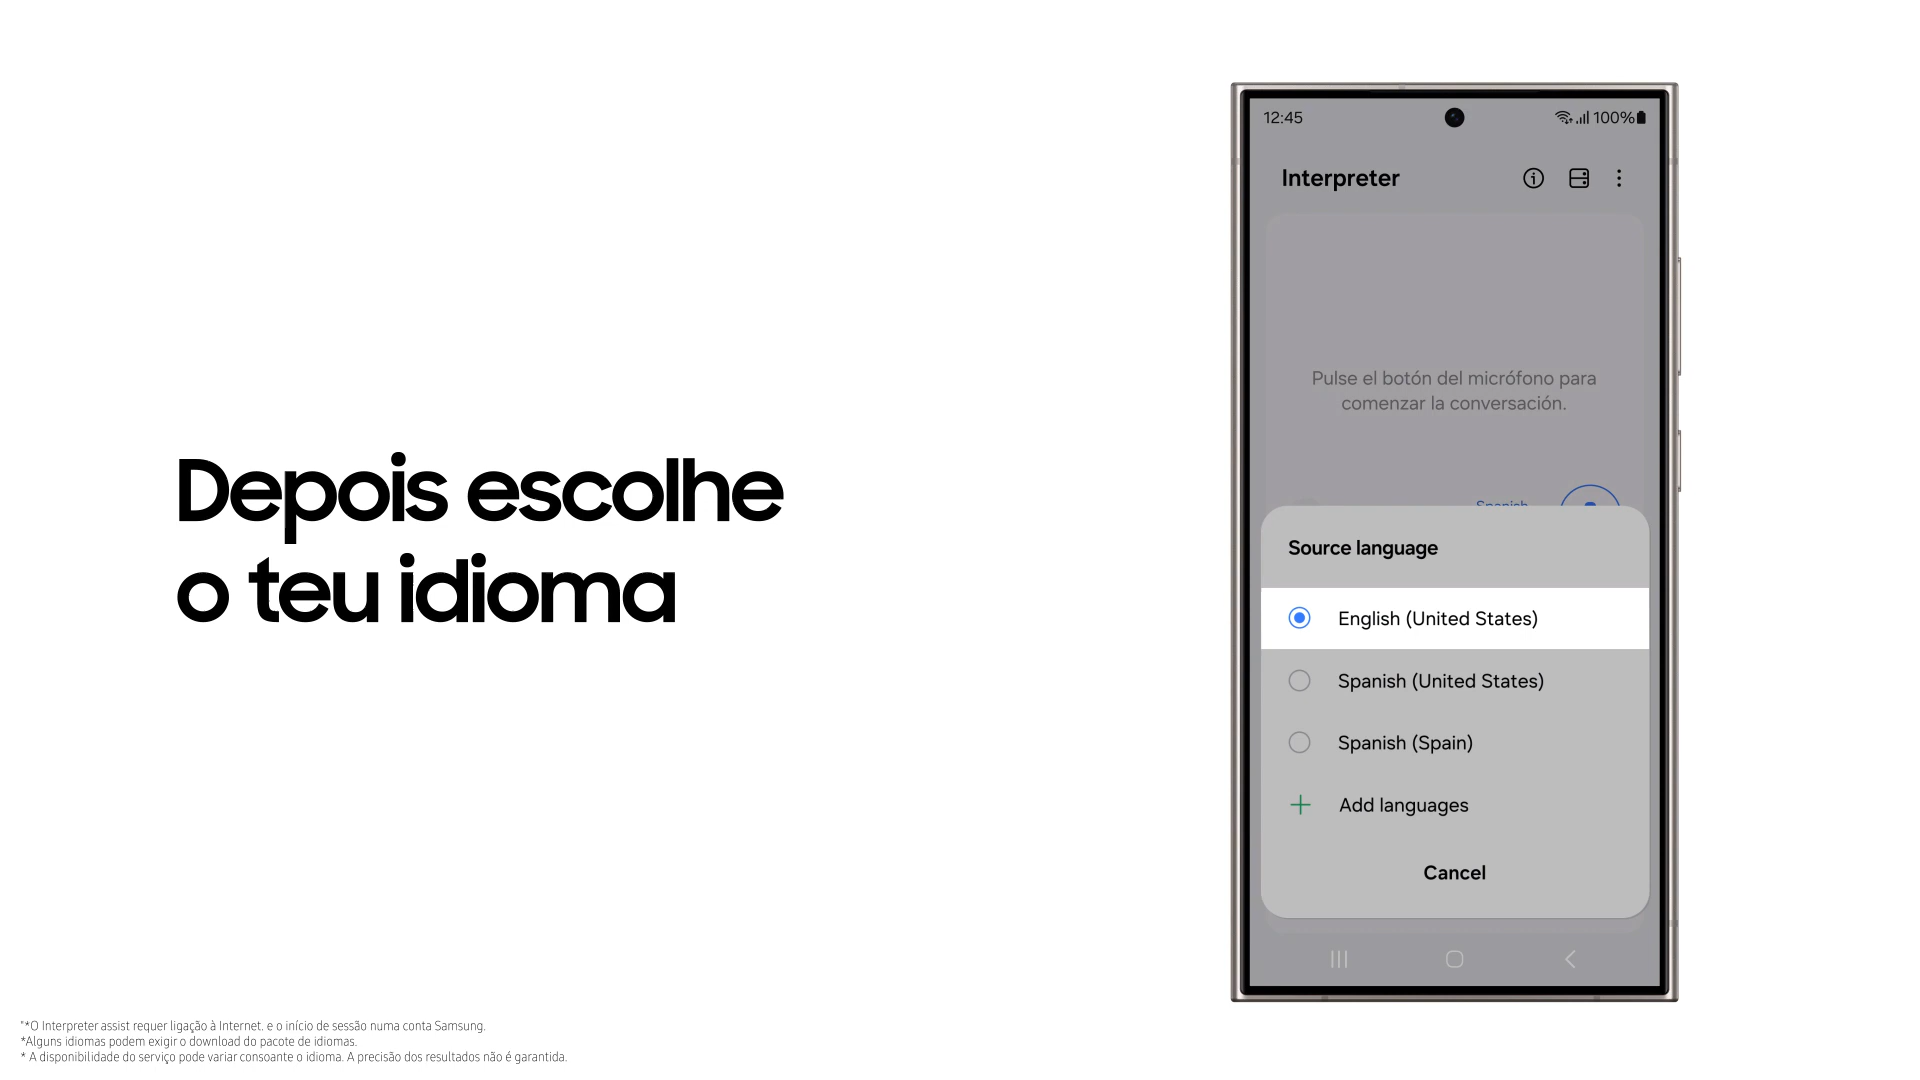 Depois escolhe
o teu idioma
12:45
100%
Interpreter
Pulse el botón del micrófono para
comenzar la conversación.
Spanish
Source language
English (United States)
Spanish (United States)
Spanish (Spain)
Add languages
Cancel
"*O Interpreter assist requer ligação à Internet. e o início de sessão numa conta Samsung.
*Alguns idiomas podem exigir o download do pacote de idiomas.
* A disponibilidade do serviço pode variar consoante o idioma. A precisão dos resultados não é garantida.